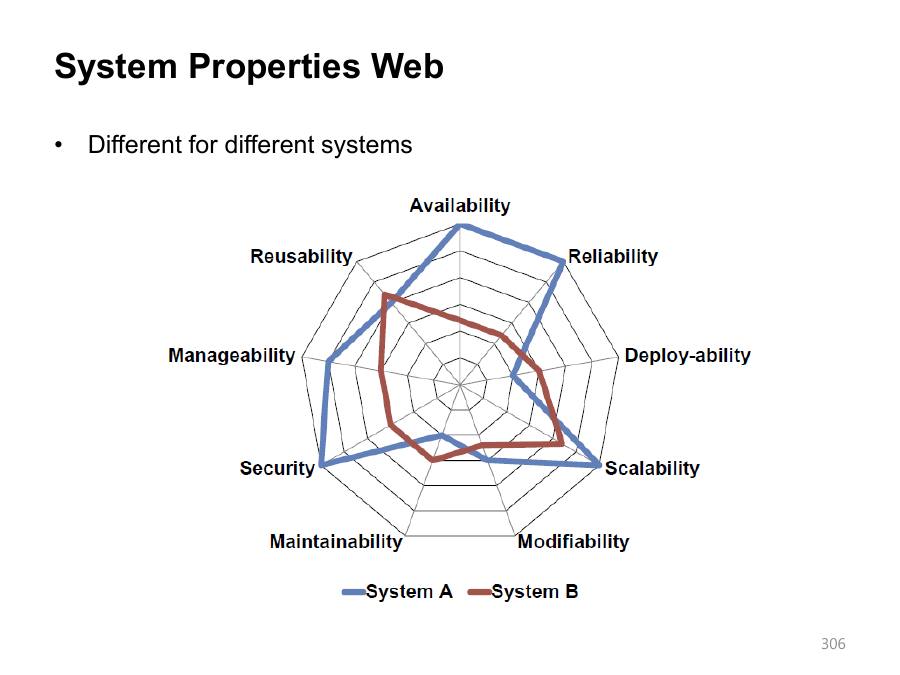 System Properties Web
• Different for different systems
Availability
Reusability
Reliability
Manageability
Deploy-ability
Security
Scalability
Maintainability
Modifiability
System A
System B
306